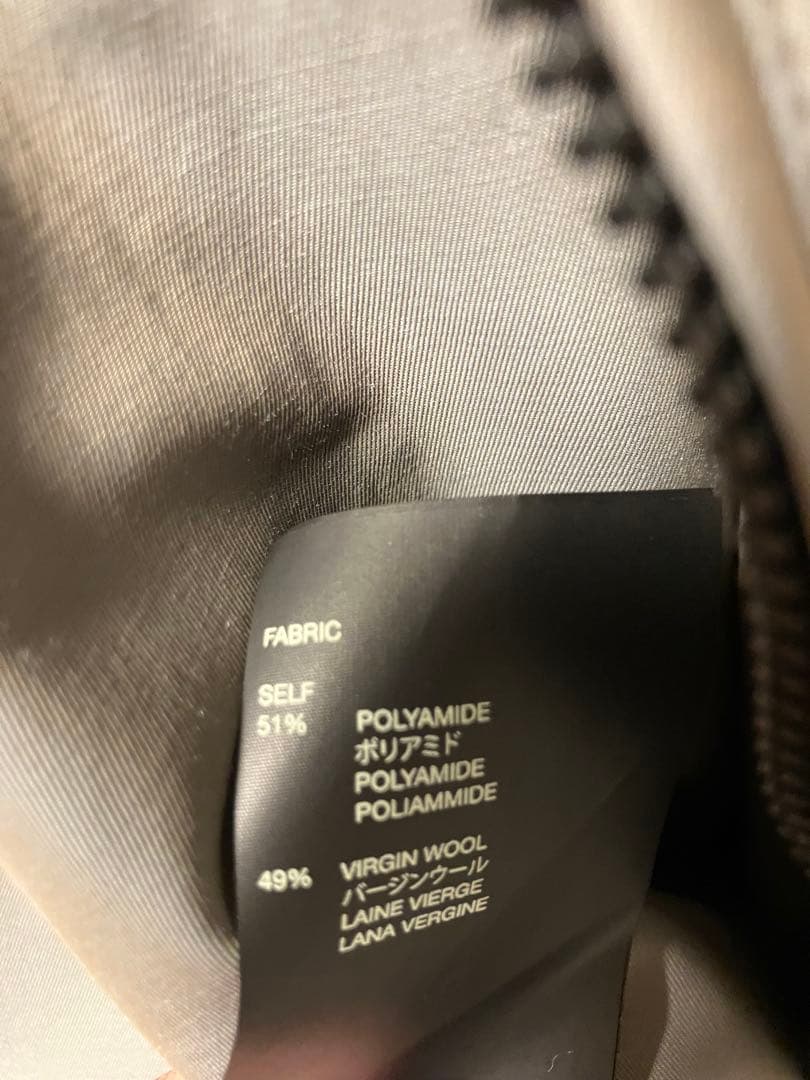 FABRIC
SELF
51% POLYAMIDE
ポリアミド
POLYAMIDE
POLIAMMIDE
49% VIRGIN WOOL
バージンウール
LAINE VIERGE
LANA VERGINE